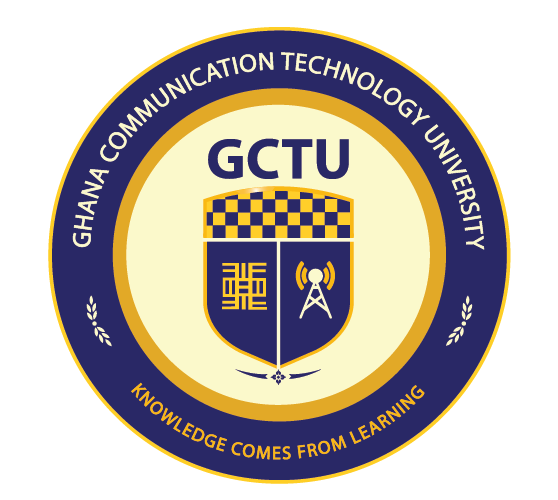 GHANA COMMUNICATION TECHNOLOGY UNIVERSITY
GCTU
KNOWLEDGE COMES FROM LEARNING